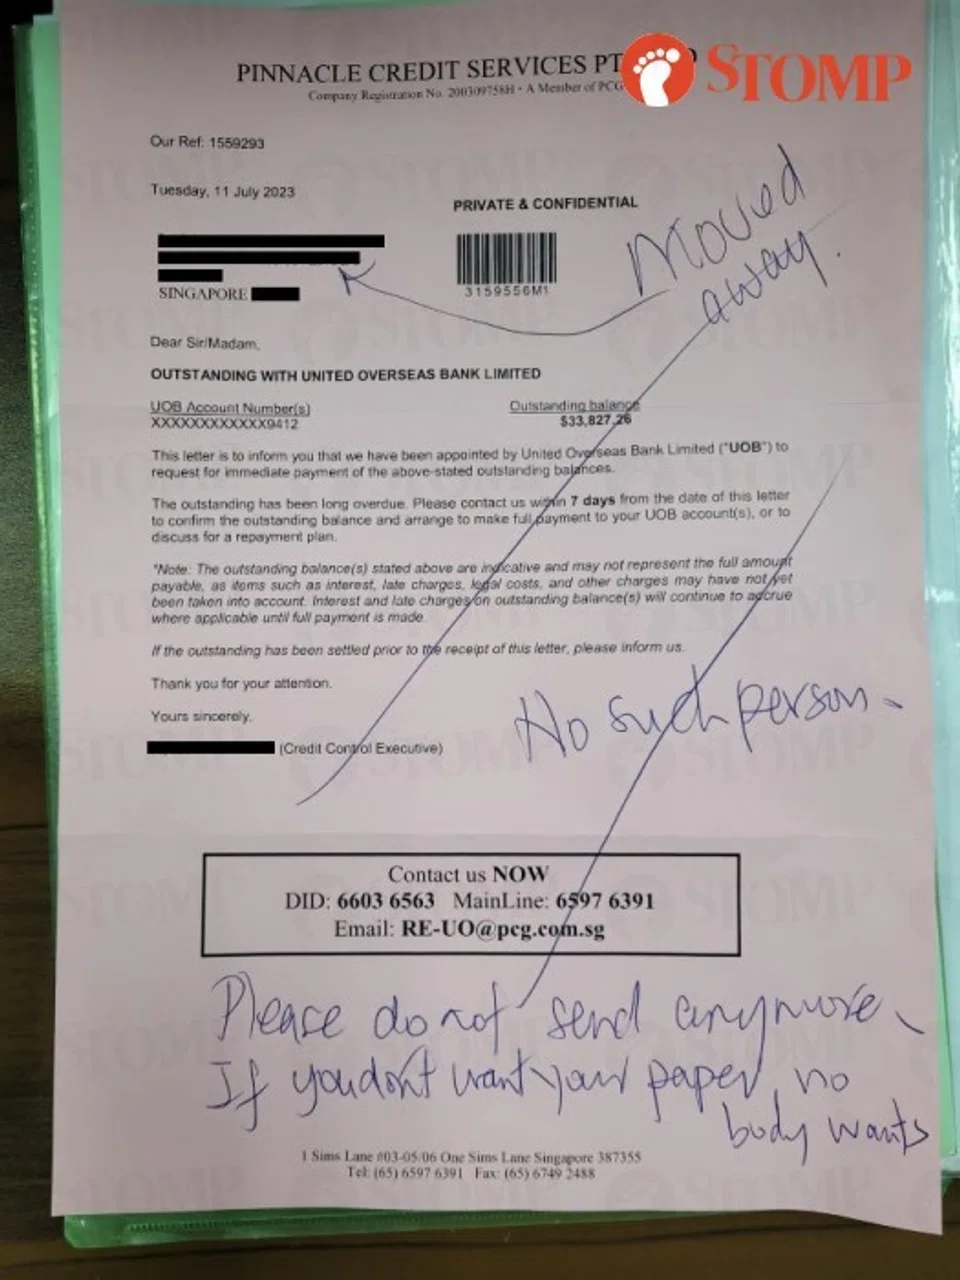 STOMP
PINNACLE CREDIT SERVICES PT D
Company Registration No. 200309758H • A Member of PCG
Our Ref: 1559293
Tuesday, 11 July 2023
PRIVATE & CONFIDENTIAL
Moved
away.
SINGAPORE
3159556M1
Dear Sir/Madam,
OUTSTANDING WITH UNITED OVERSEAS BANK LIMITED
UOB Account Number(s) Outstanding balance
XXXXXXXXXXXX9412 $33,827.26
This letter is to inform you that we have been appointed by United Overseas Bank Limited ("UOB") to
request for immediate payment of the above-stated outstanding balances.
The outstanding has been long overdue. Please contact us within 7 days from the date of this letter
to confirm the outstanding balance and arrange to make full payment to your UOB account(s), or to
discuss for a repayment plan.
*Note: The outstanding balance(s) stated above are indicative and may not represent the full amount
payable, as items such as interest, late charges, legal costs, and other charges may have not yet
been taken into account. Interest and late charges on outstanding balance(s) will continue to accrue
where applicable until full payment is made.
If the outstanding has been settled prior to the receipt of this letter, please inform us.
Thank you for your attention.
Yours sincerely,
(Credit Control Executive)
No such person.
Contact us NOW
DID: 6603 6563 MainLine: 6597 6391
Email: RE-UO@pcg.com.sg
Please do not send anymore.
If you don't want your paper, no
body wants
1 Sims Lane #03-05/06 One Sims Lane Singapore 387355
Tel: (65) 6597 6391 Fax: (65) 6749 2488